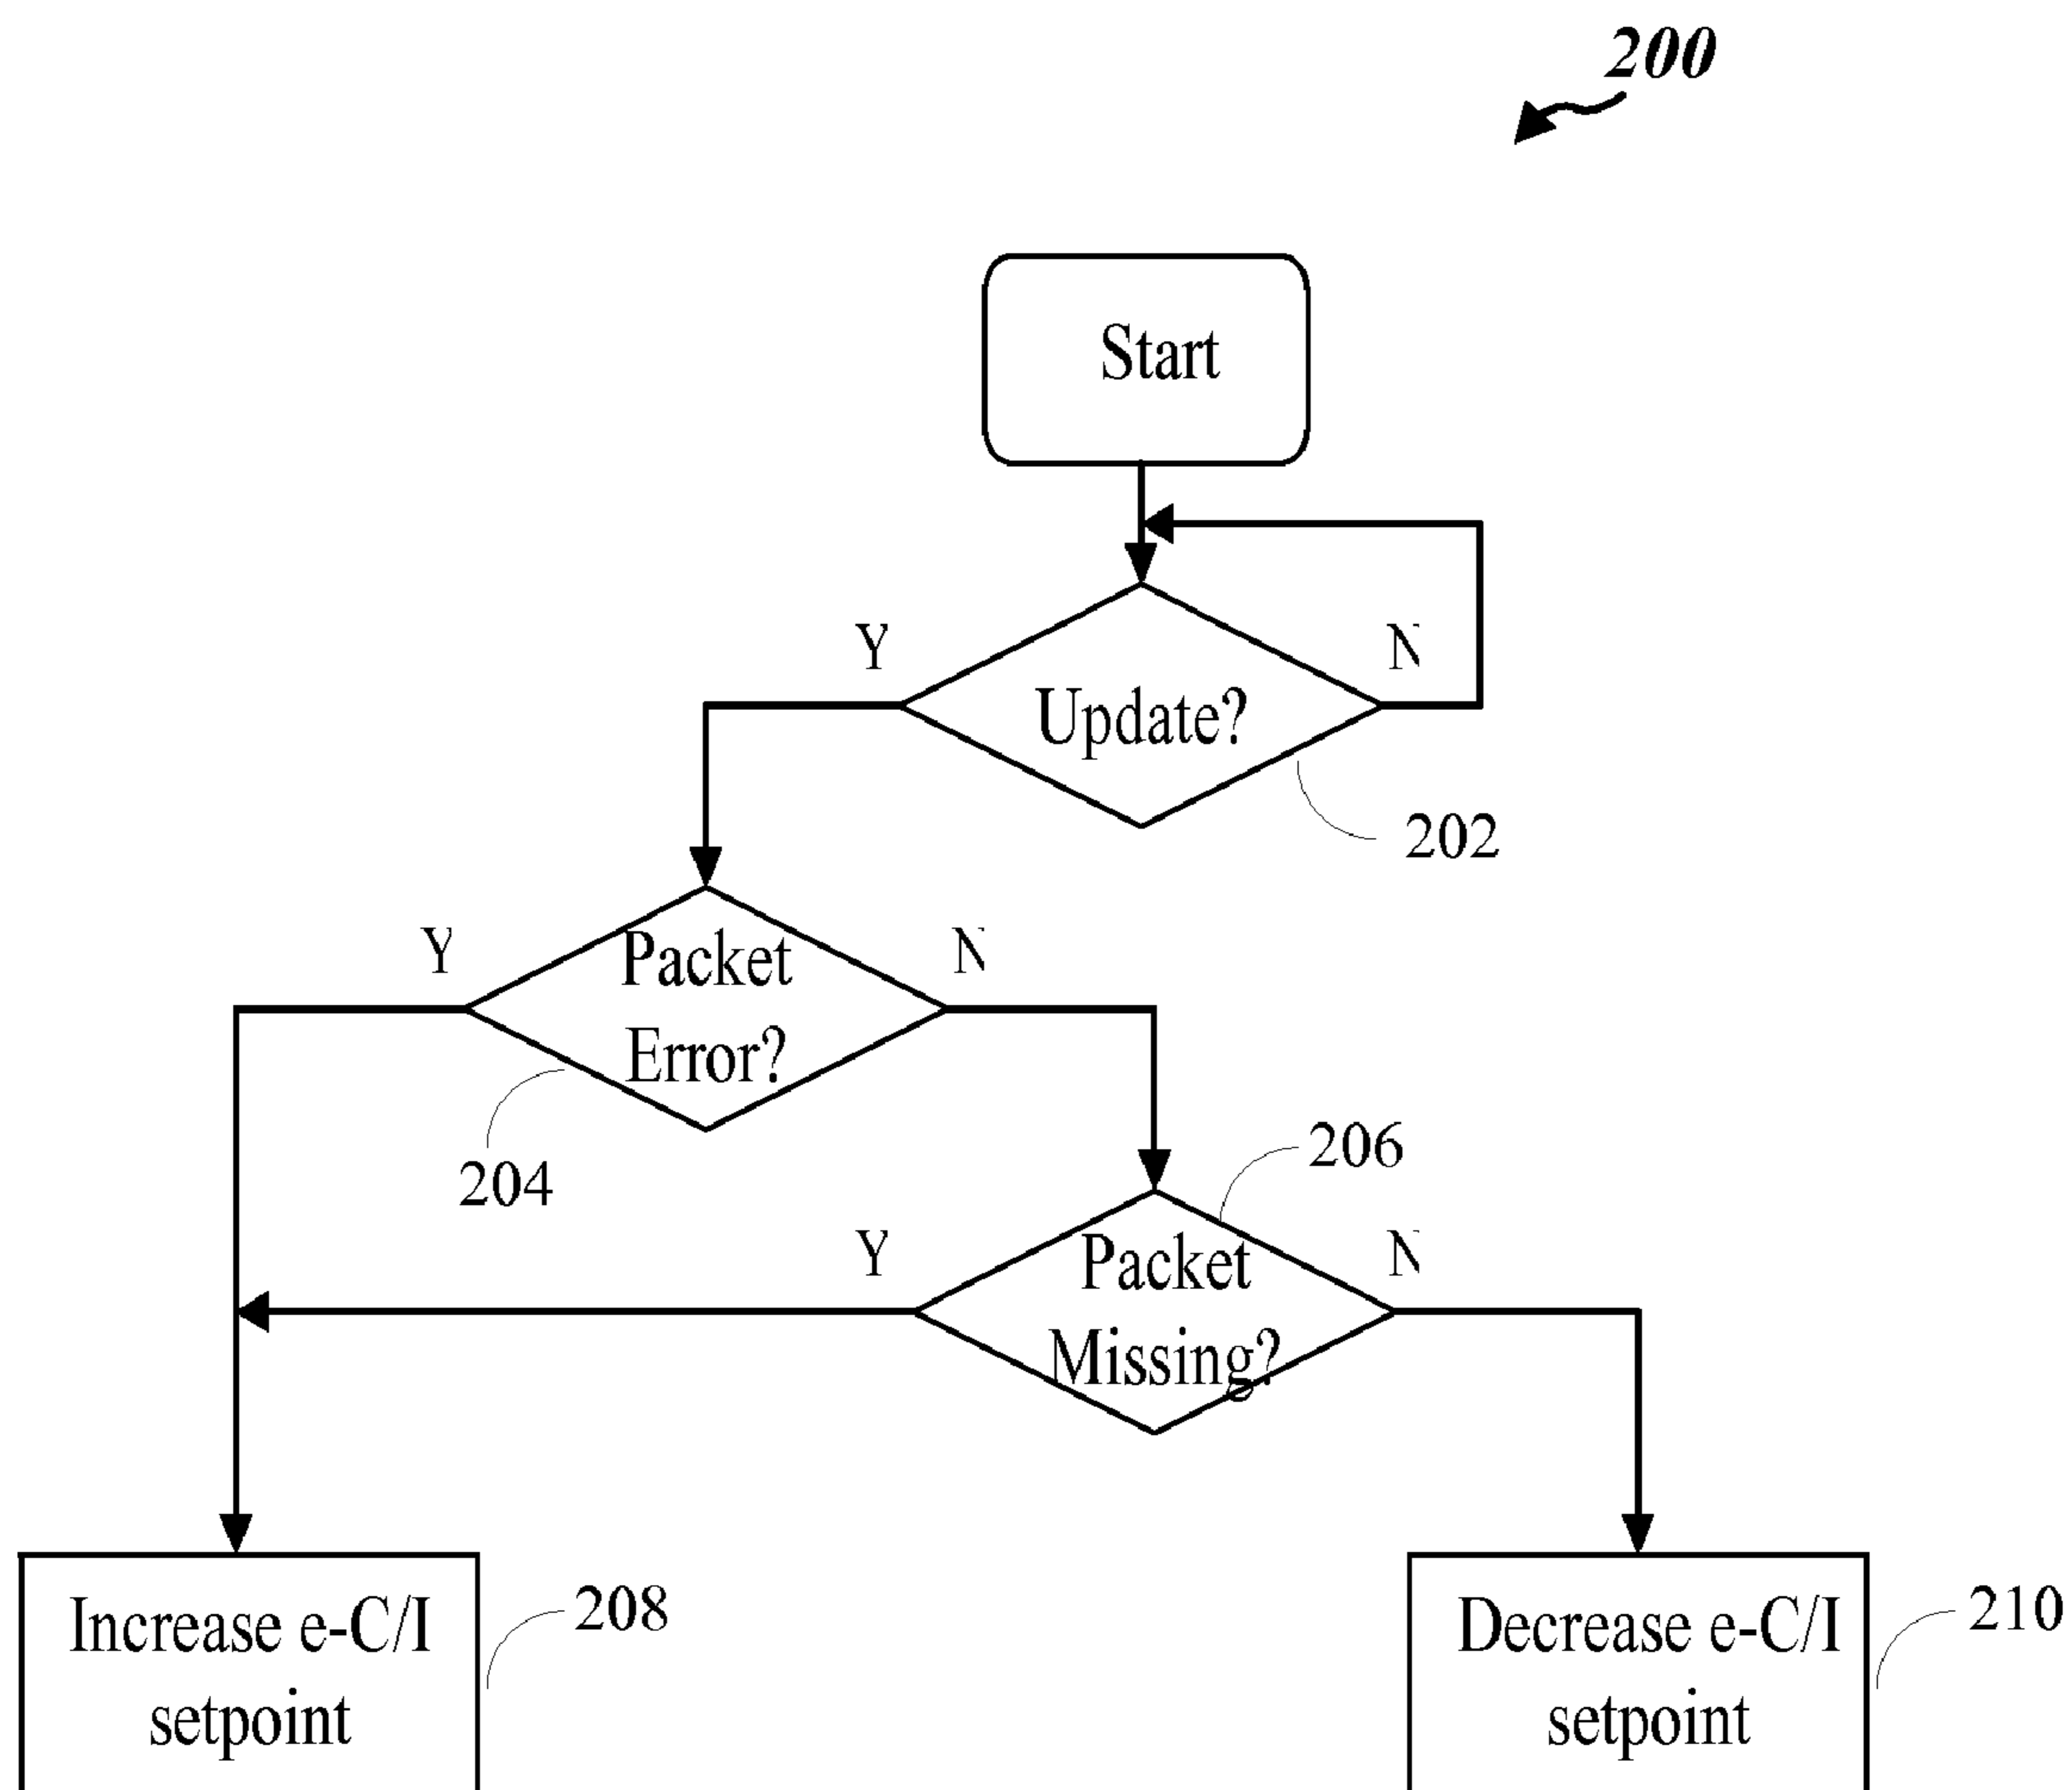 200
Start
Y
N
Update?
202
Y
N
Packet
Error?
204
206
Y
N
Packet
Missing?
Increase e-C/I
setpoint
208
Decrease e-C/I
setpoint
210